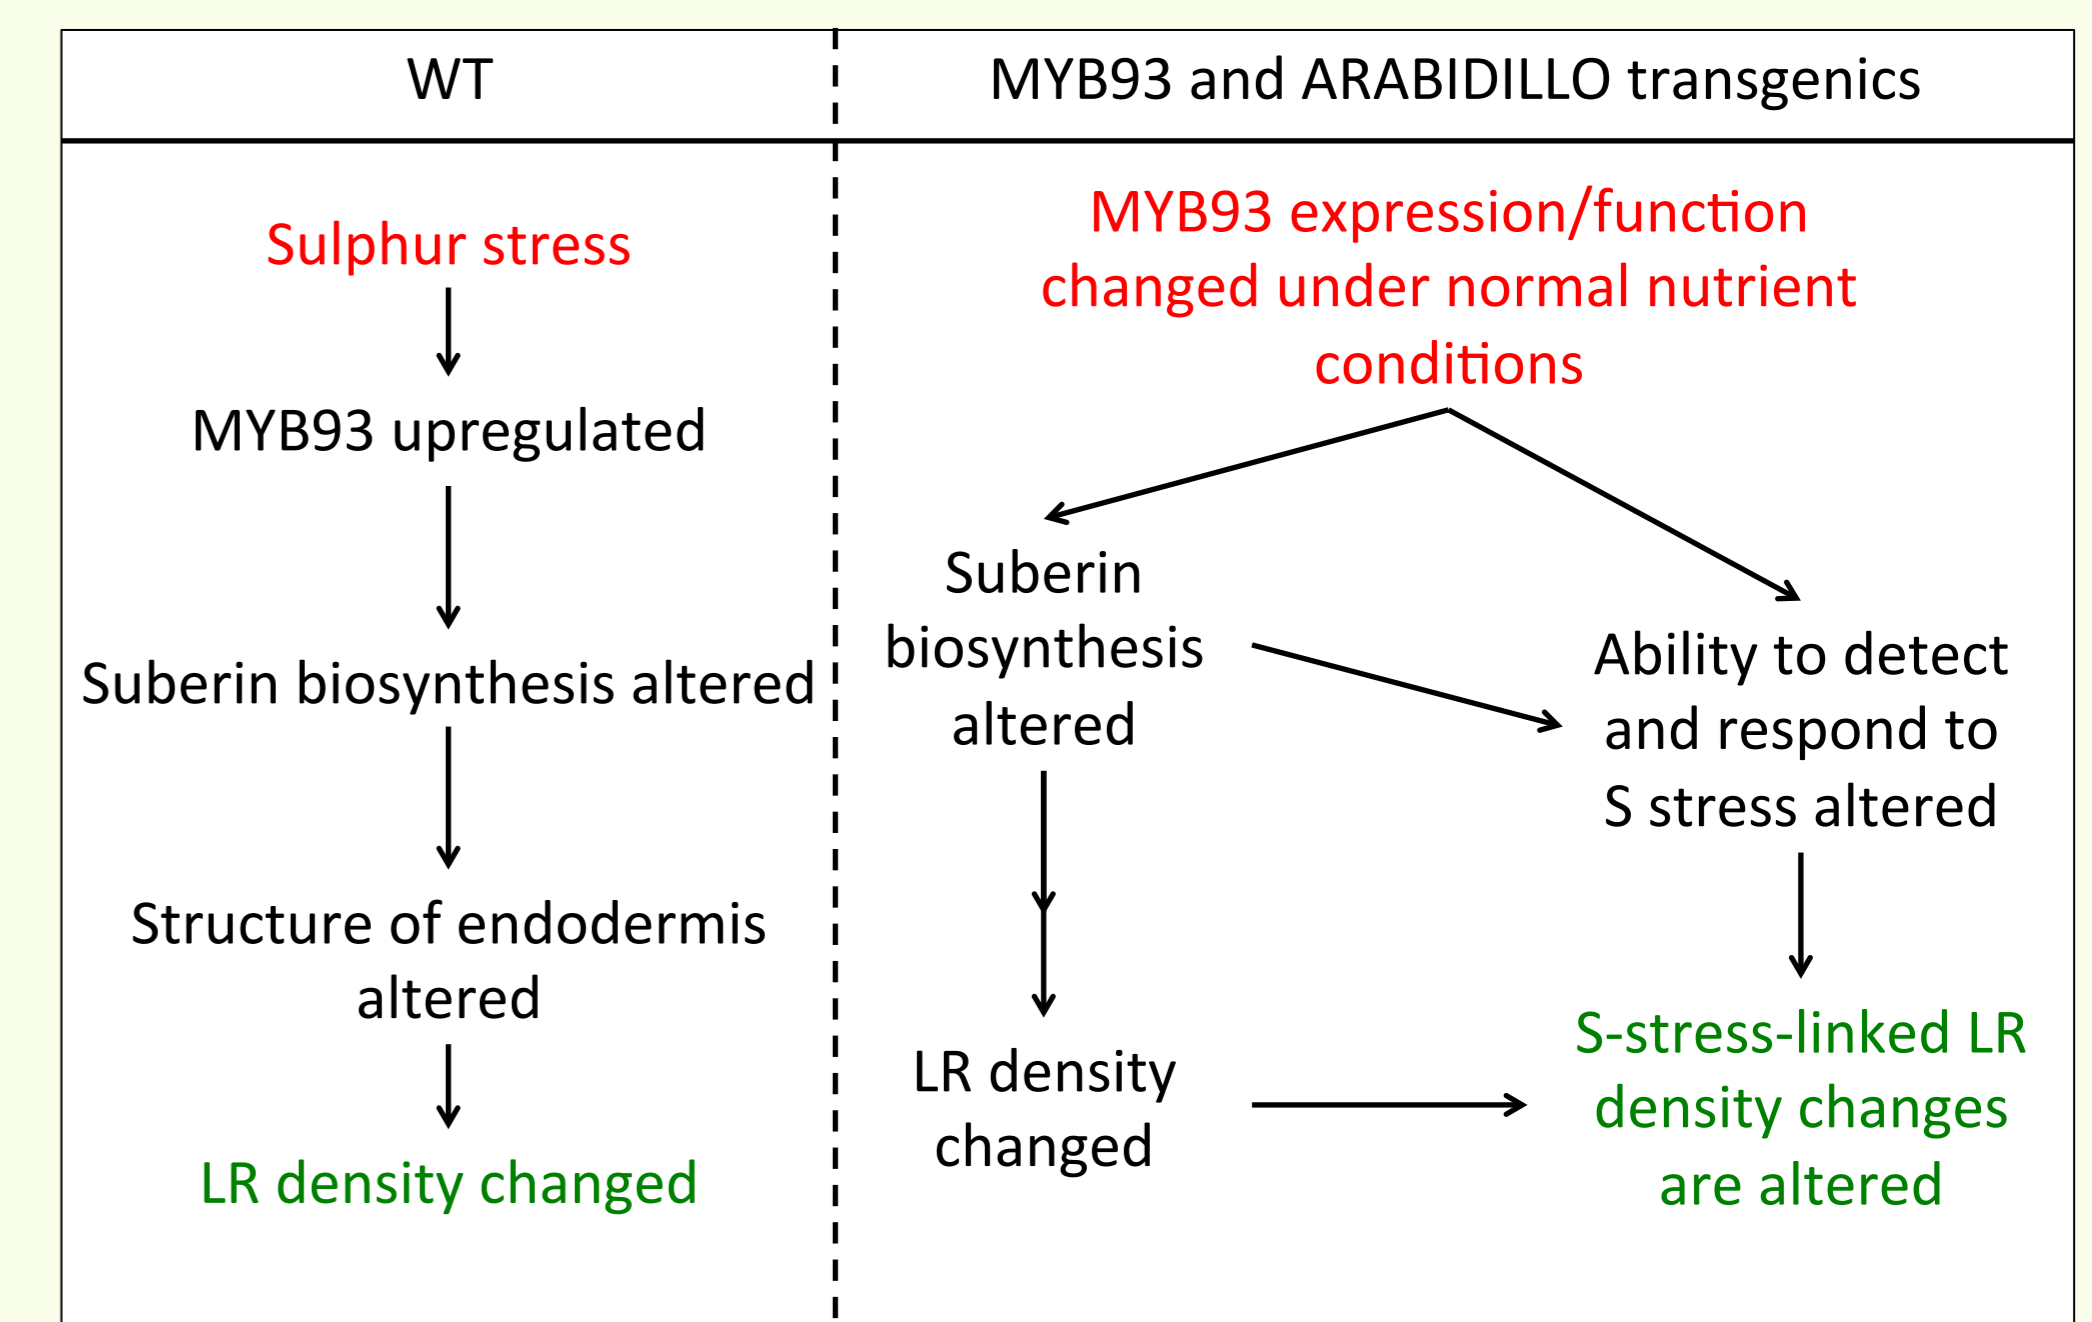 WT
MYB93 and ARABIDILLO transgenics
Sulphur stress
MYB93 upregulated
Suberin biosynthesis altered
Structure of endodermis
altered
LR density changed
MYB93 expression/function
changed under normal nutrient
conditions
Suberin
biosynthesis
altered
Ability to detect
and respond to
S stress altered
LR density
changed
S-stress-linked LR
density changes
are altered